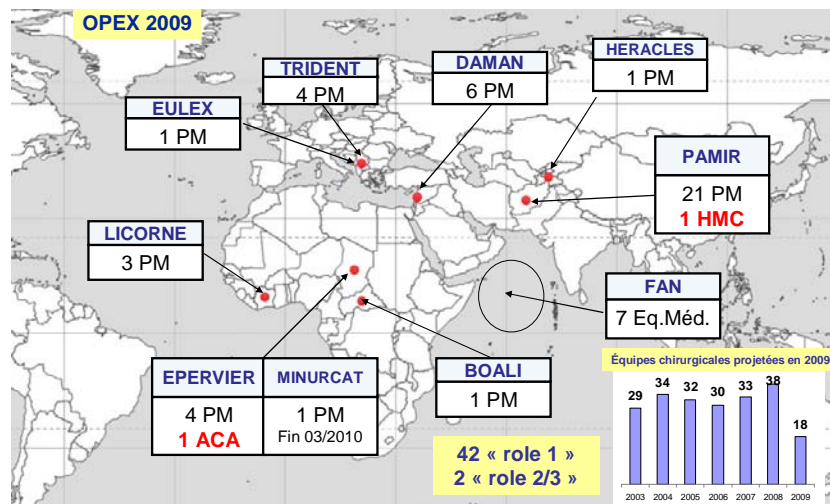 OPEX 2009
TRIDENT
4 PM
DAMAN
6 PM
HERACLES
1 PM
EULEX
1 PM
PAMIR
21 PM
1 HMC
LICORNE
3 PM
FAN
7 Eq.Méd.
EPERVIER
4 PM
1 ACA
MINURCAT
1 PM
Fin 03/2010
BOALI
1 PM
42 « role 1 »
2 « role 2/3 »
Équipes chirurgicales projetées en 2009
29 34 32 30 33 38 18
2003 2004 2005 2006 2007 2008 2009